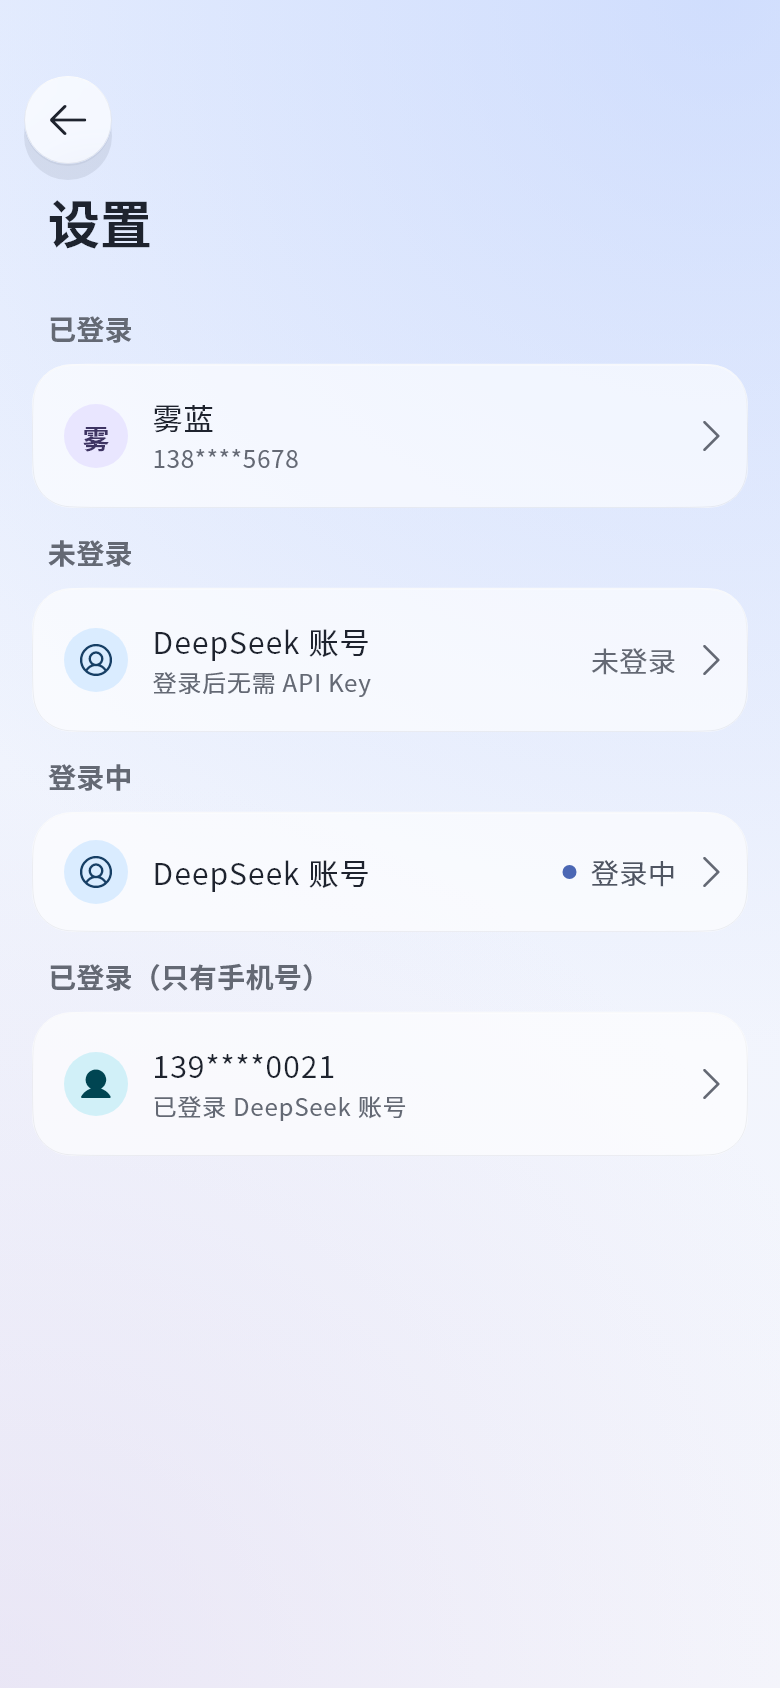 设置
已登录
雾
雾蓝
138****5678
未登录
DeepSeek 账号
登录后无需 API Key
未登录
登录中
DeepSeek 账号
登录中
已登录（只有手机号）
139****0021
已登录 DeepSeek 账号